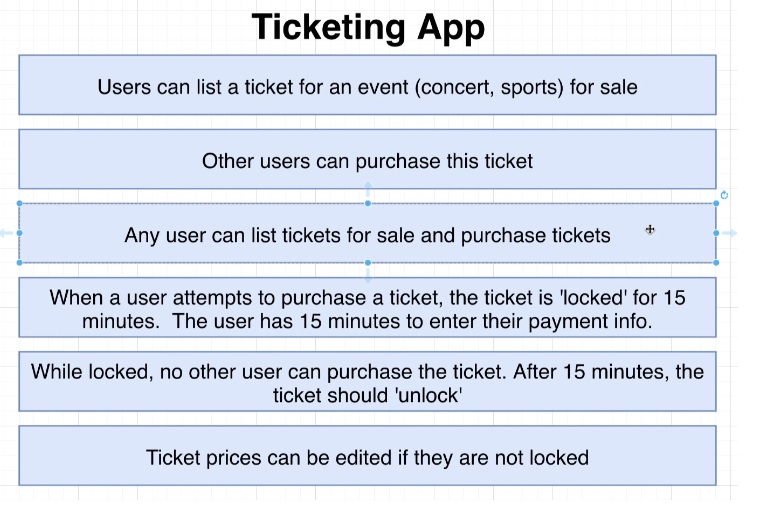 Ticketing App
Users can list a ticket for an event (concert, sports) for sale
Other users can purchase this ticket
Any user can list tickets for sale and purchase tickets
When a user attempts to purchase a ticket, the ticket is 'locked' for 15
minutes.  The user has 15 minutes to enter their payment info.
While locked, no other user can purchase the ticket. After 15 minutes, the
ticket should 'unlock'
Ticket prices can be edited if they are not locked